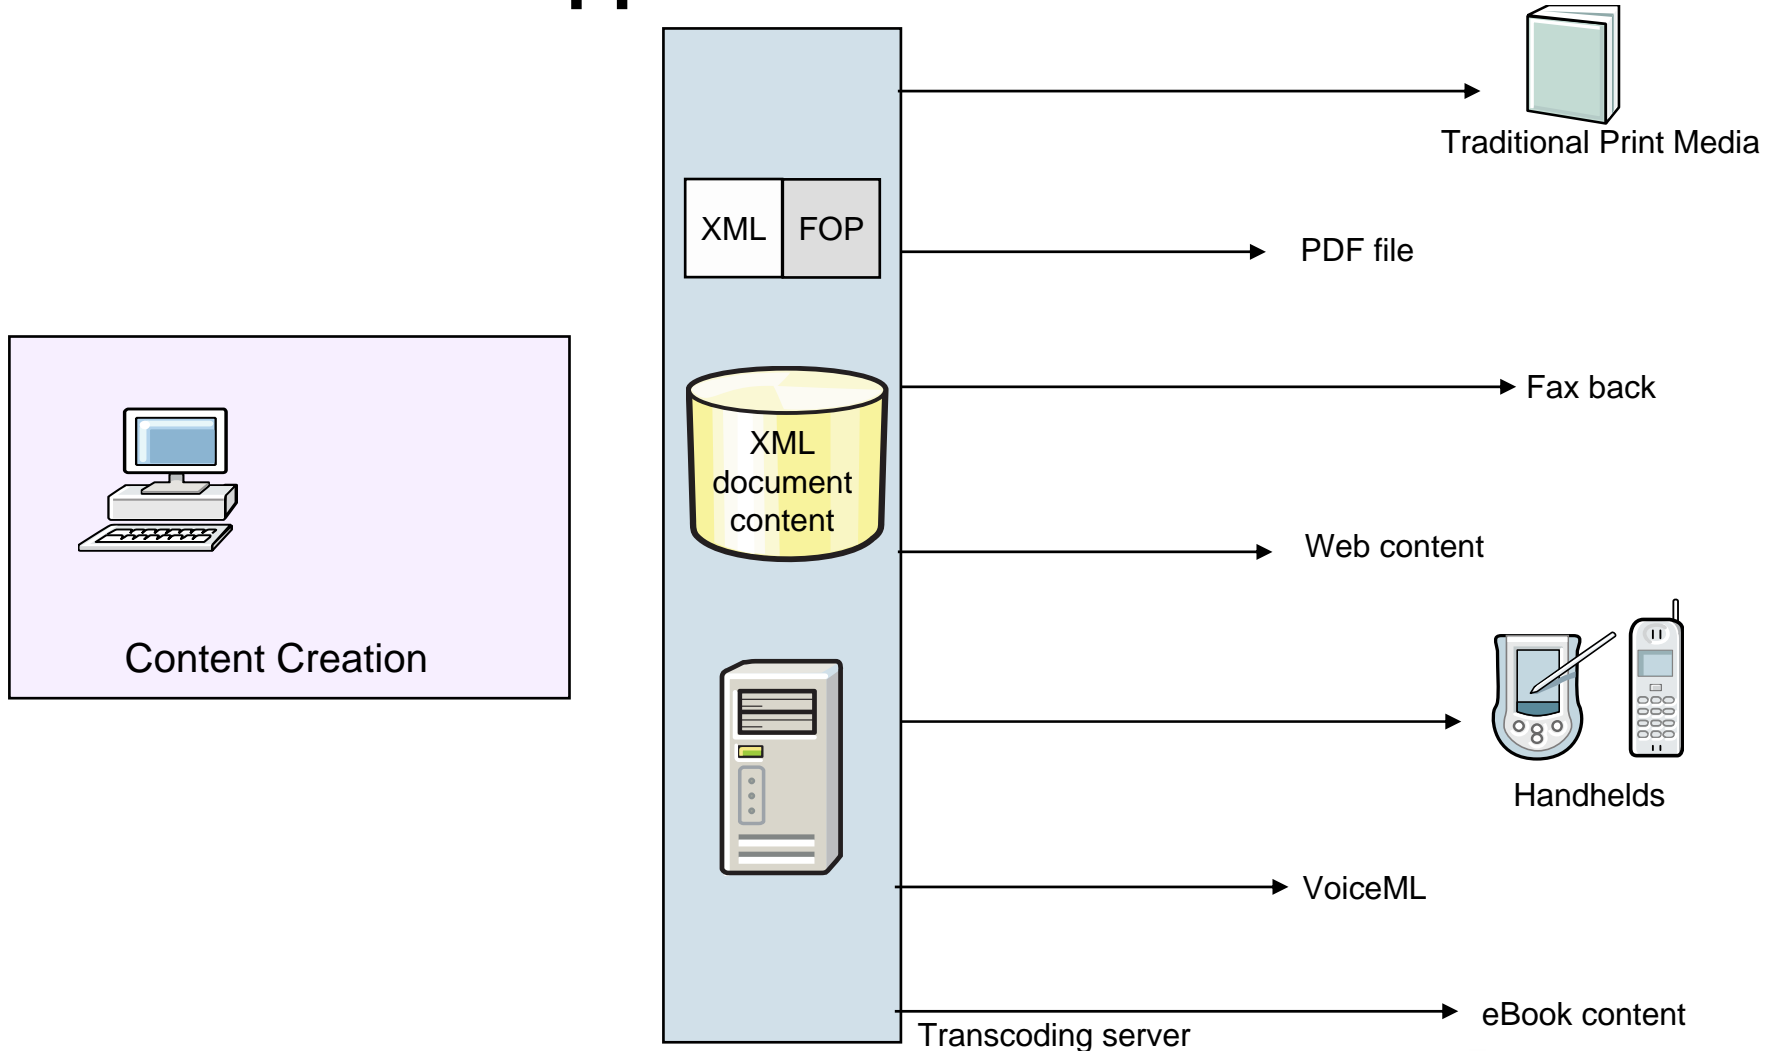 Traditional Print Media
XML FOP
PDF file
Fax back
XML
document
content
Web content
Content Creation
Handhelds
VoiceML
eBook content
Transcoding server